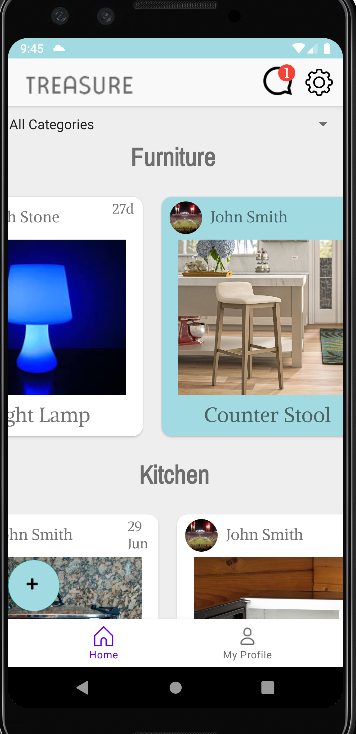 9:45
TREASURE
1
All Categories
Furniture
h Stone
27d
John Smith
ght Lamp
Counter Stool
Kitchen
hn Smith
29
Jun
John Smith
+
Home
My Profile